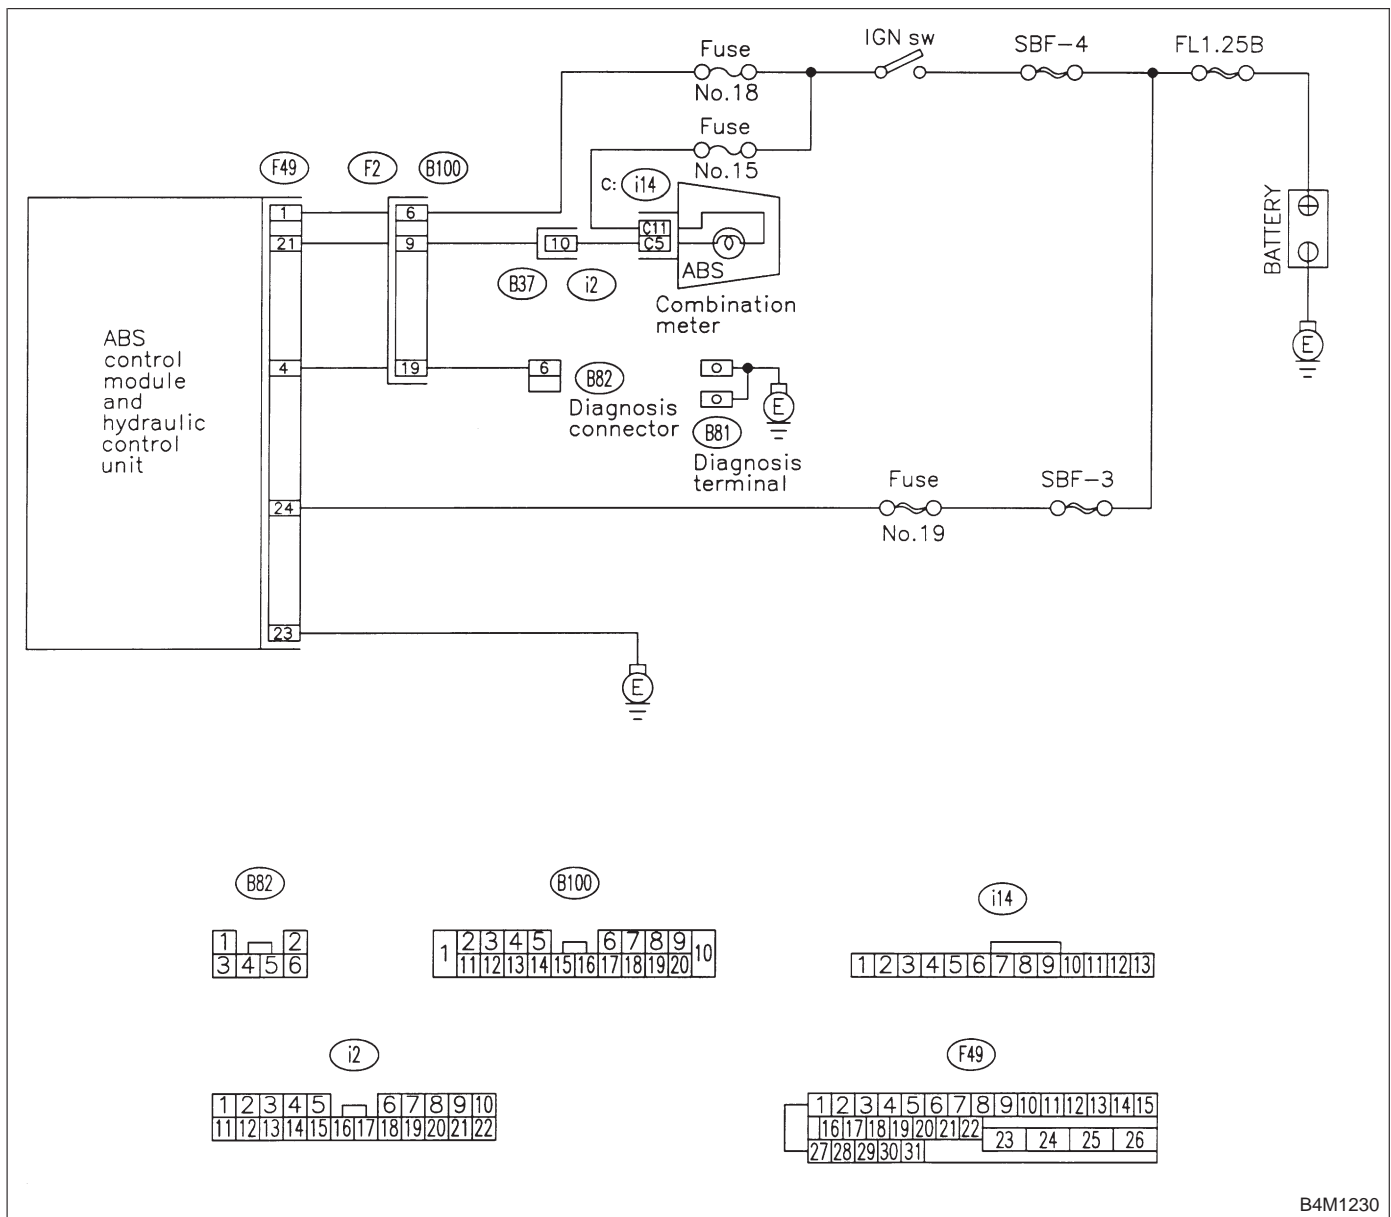 IGN sw
SBF-4
FL1.25B
Fuse
No.18
Fuse
No.15
F49
F2
B100
C: i14
1
6
C11
21
9
10
C5
ABS
B37
i2
Combination
meter
BATTERY
E
ABS
control
module
and
hydraulic
control
unit
4
19
6
B82
Diagnosis
connector
E
B81
Diagnosis
terminal
24
Fuse
No.19
SBF-3
23
E
B82
1 2
3 4 5 6
B100
1 2 3 4 5 6 7 8 9 10
11 12 13 14 15 16 17 18 19 20
i14
1 2 3 4 5 6 7 8 9 10 11 12 13
i2
1 2 3 4 5 6 7 8 9 10
11 12 13 14 15 16 17 18 19 20 21 22
F49
1 2 3 4 5 6 7 8 9 10 11 12 13 14 15
16 17 18 19 20 21 22 23 24 25 26
27 28 29 30 31
B4M1230